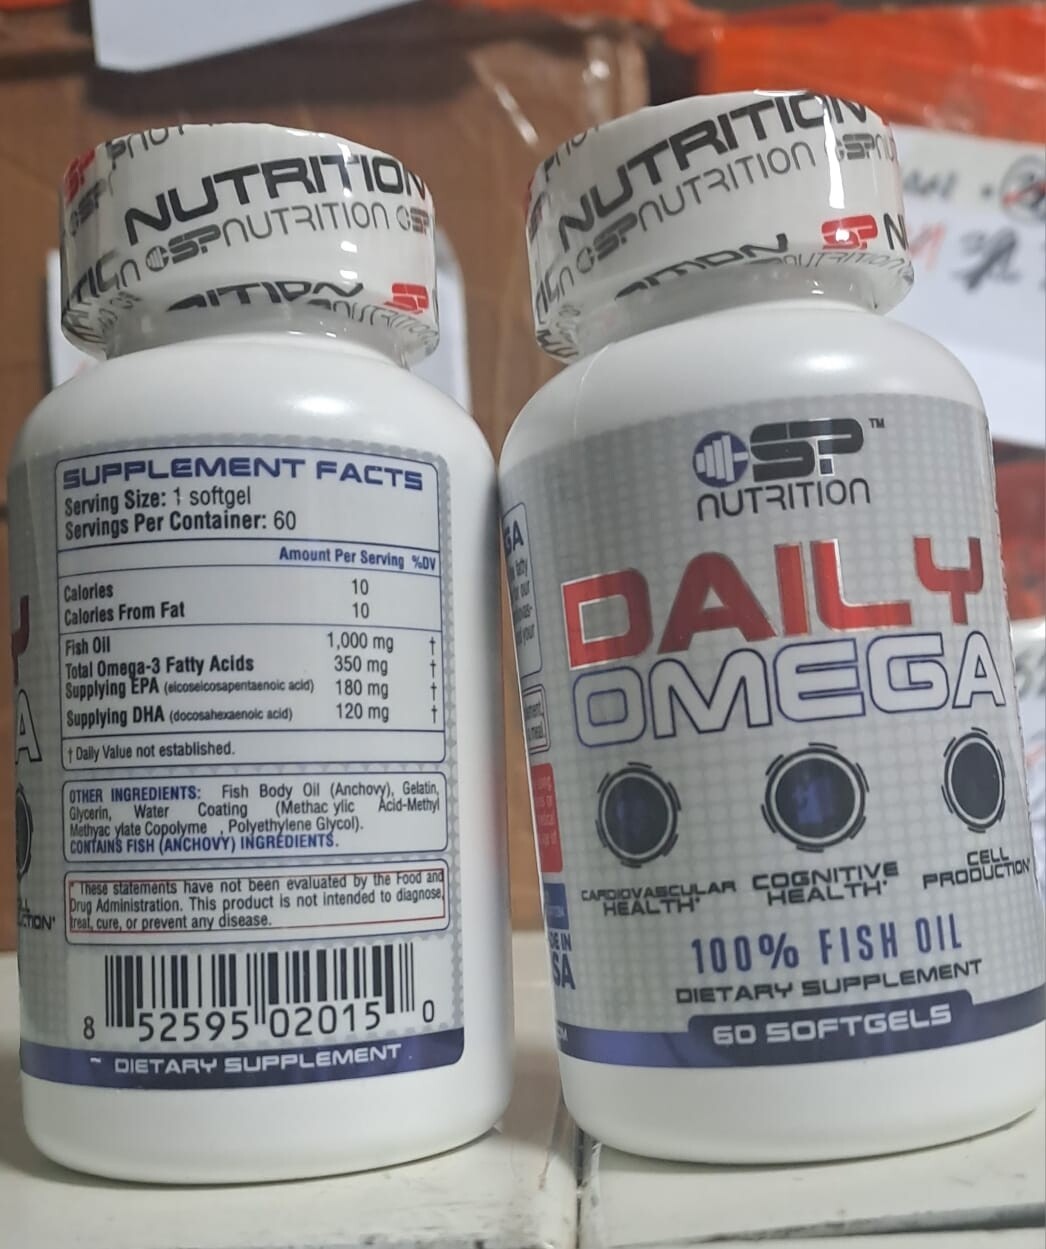 NUTRITION
SPNUTRITION
SUPPLEMENT FACTS
Serving Size: 1 softgel
Servings Per Container: 60
Amount Per Serving %DV
Calories 10
Calories From Fat 10
Fish Oil 1,000 mg †
Total Omega-3 Fatty Acids 350 mg †
Supplying EPA (eicoseicosapentaenoic acid) 180 mg †
Supplying DHA (docosahexaenoic acid) 120 mg †
† Daily Value not established.
OTHER INGREDIENTS: Fish Body Oil (Anchovy), Gelatin,
Glycerin, Water Coating (Methac ylic Acid-Methyl
Methyac ylate Copolyme , Polyethylene Glycol).
CONTAINS FISH (ANCHOVY) INGREDIENTS.
* These statements have not been evaluated by the Food and
Drug Administration. This product is not intended to diagnose,
treat, cure, or prevent any disease.
8 52595 02015 0
~ DIETARY SUPPLEMENT
NUTRITION
SPNUTRITION
SP™
NUTRITION
DAILY
OMEGA
CARDIOVASCULAR
HEALTH*
COGNITIVE
HEALTH*
CELL
PRODUCTION*
100% FISH OIL
DIETARY SUPPLEMENT
60 SOFTGELS